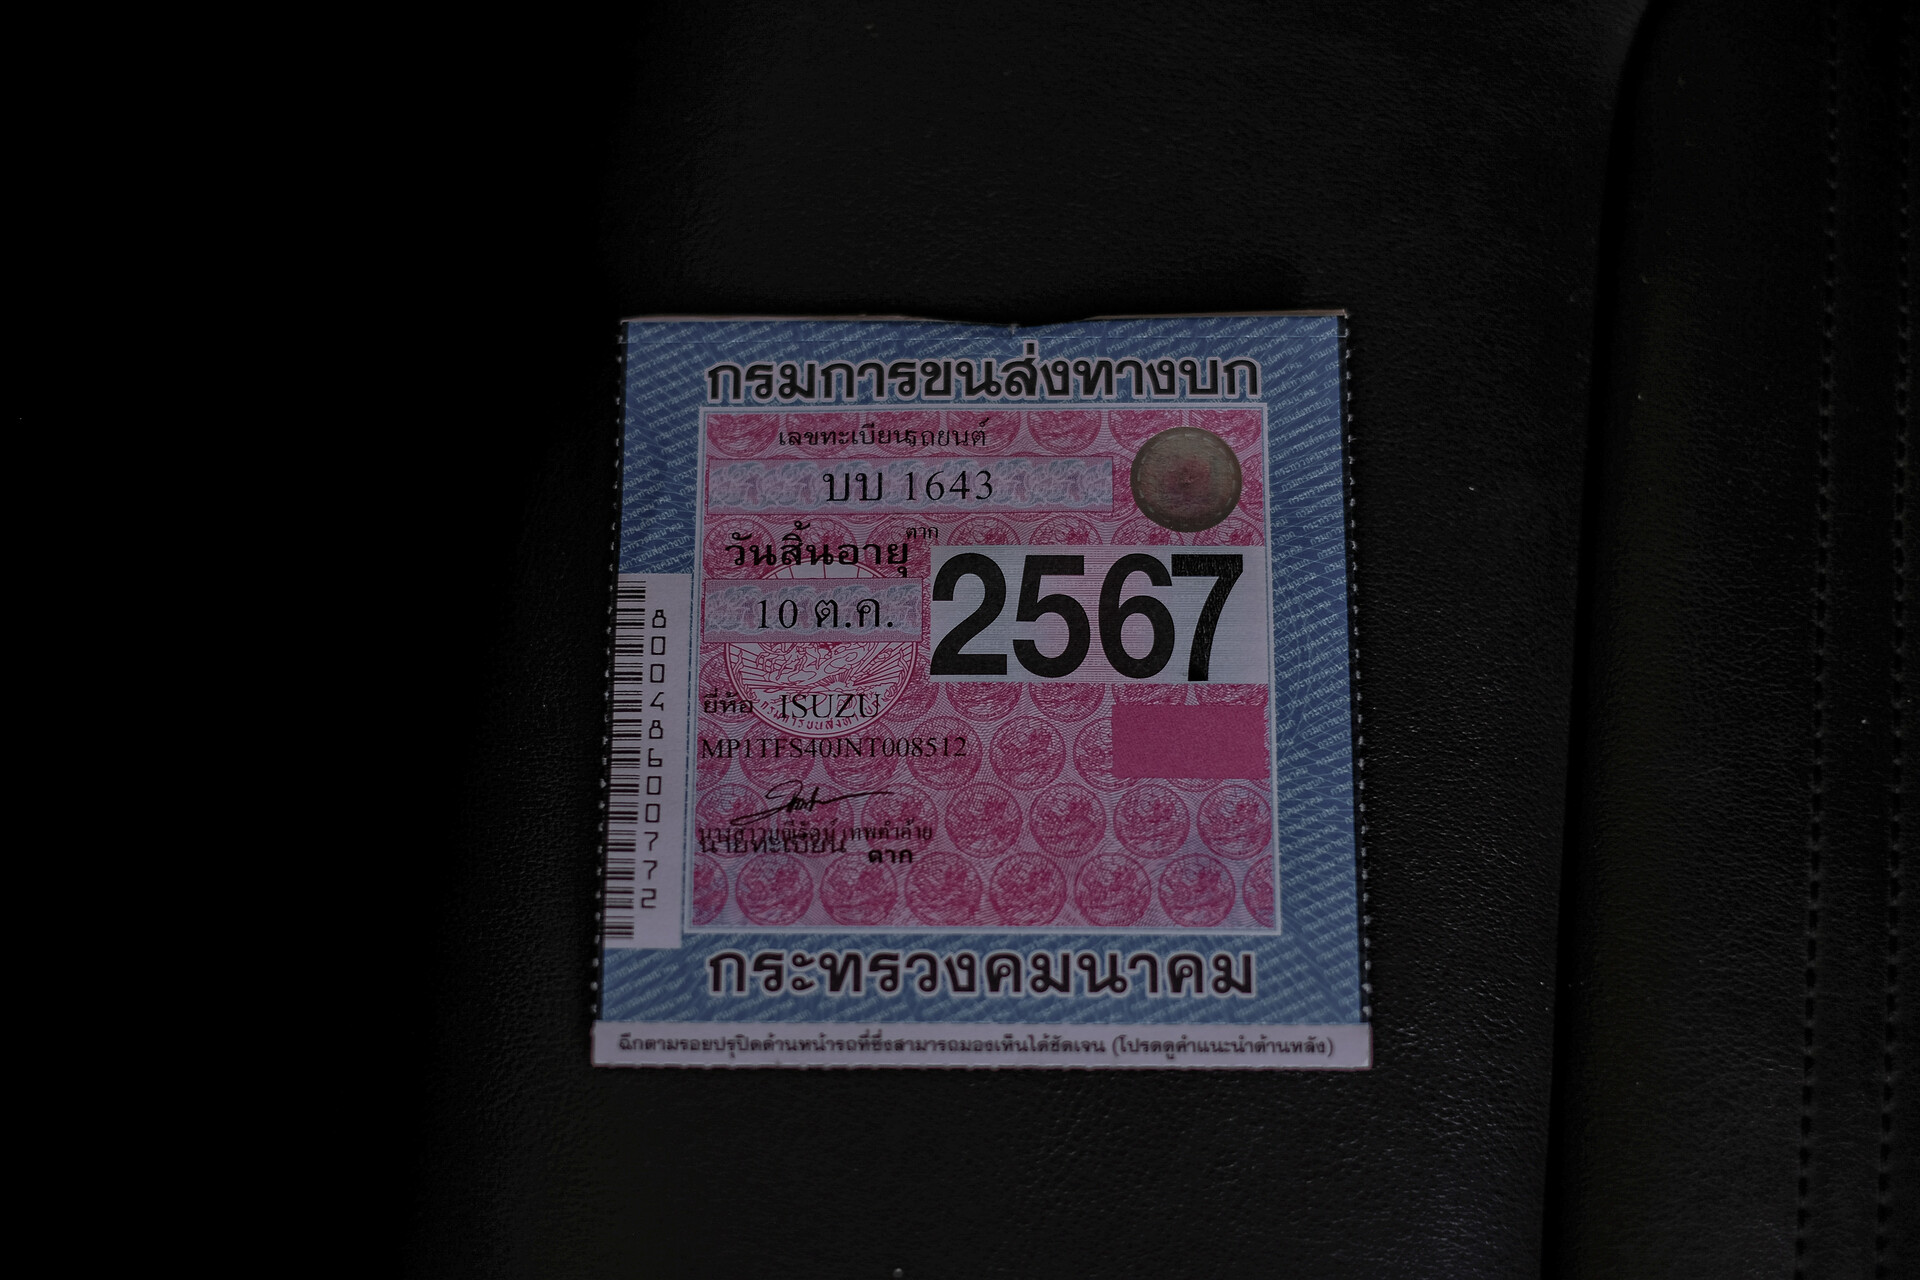 กรมการขนส่งทางบก
เลขทะเบียนรถยนต์
บบ 1643
ตาก
วันสิ้นอายุ
2567
10 ต.ค.
ยี่ห้อ ISUZU
MP1TFS40JNT008512
นายทะเบียน
ตาก
80048600772
กระทรวงคมนาคม
ฉีกตามรอยปรุปิดด้านหน้ารถที่ซึ่งสามารถมองเห็นได้ชัดเจน (โปรดดูคำแนะนำด้านหลัง)